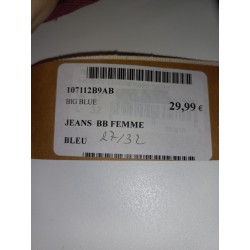 107112B9AB
BIG BLUE
29,99 €
JEANS BB FEMME
BLEU 27/32